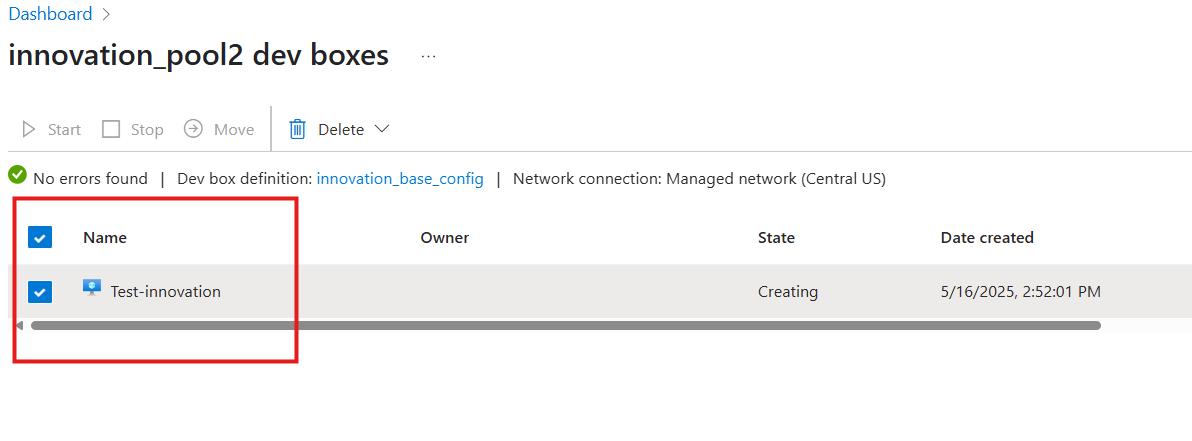 Dashboard >
innovation_pool2 dev boxes ...
Start Stop Move Delete
No errors found | Dev box definition: innovation_base_config | Network connection: Managed network (Central US)
Name Owner State Date created
Test-innovation Creating 5/16/2025, 2:52:01 PM